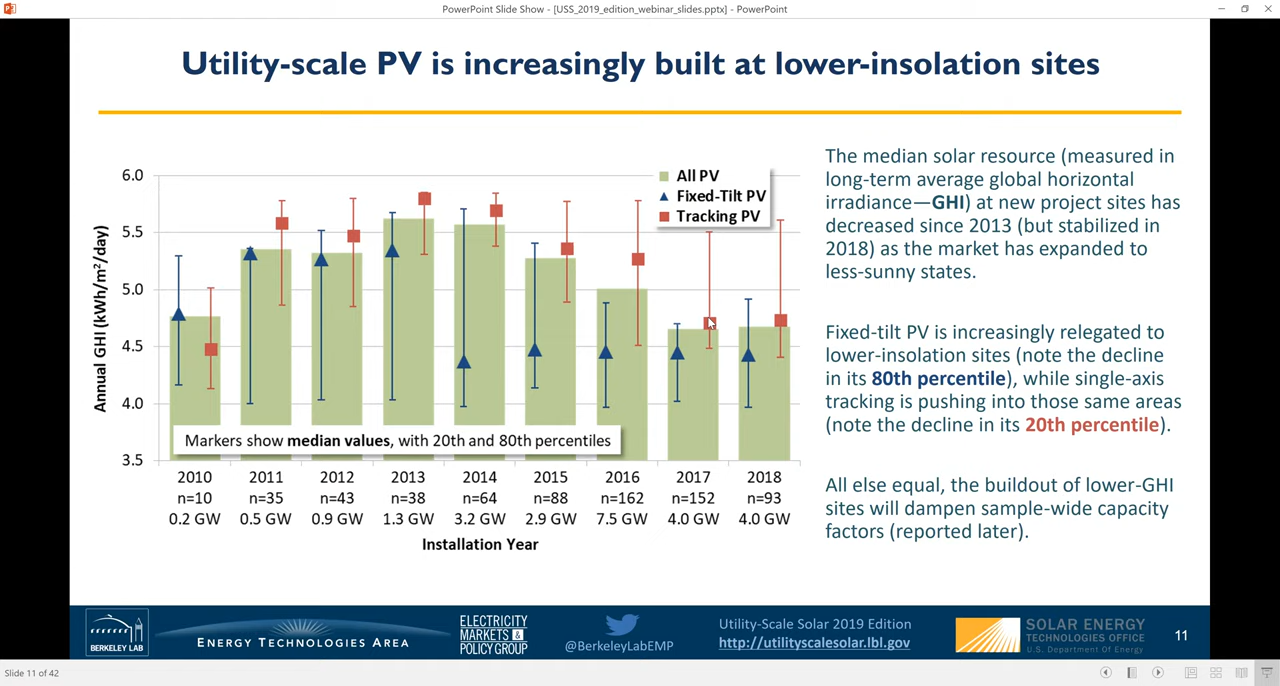 PowerPoint Slide Show - [USS_2019_edition_webinar_slides.pptx] - PowerPoint
Utility-scale PV is increasingly built at lower-insolation sites
Annual GHI (kWh/m²/day)
6.0
5.5
5.0
4.5
4.0
3.5
All PV
Fixed-Tilt PV
Tracking PV
Markers show median values, with 20th and 80th percentiles
2010 2011 2012 2013 2014 2015 2016 2017 2018
n=10 n=35 n=43 n=38 n=64 n=88 n=162 n=152 n=93
0.2 GW 0.5 GW 0.9 GW 1.3 GW 3.2 GW 2.9 GW 7.5 GW 4.0 GW 4.0 GW
Installation Year
The median solar resource (measured in
long-term average global horizontal
irradiance—GHI) at new project sites has
decreased since 2013 (but stabilized in
2018) as the market has expanded to
less-sunny states.
Fixed-tilt PV is increasingly relegated to
lower-insolation sites (note the decline
in its 80th percentile), while single-axis
tracking is pushing into those same areas
(note the decline in its 20th percentile).
All else equal, the buildout of lower-GHI
sites will dampen sample-wide capacity
factors (reported later).
BERKELEY LAB
ENERGY TECHNOLOGIES AREA
ELECTRICITY
MARKETS &
POLICY GROUP
@BerkeleyLabEMP
Utility-Scale Solar 2019 Edition
http://utilityscalesolar.lbl.gov
SOLAR ENERGY
TECHNOLOGIES OFFICE
U.S. Department Of Energy
11
Slide 11 of 42